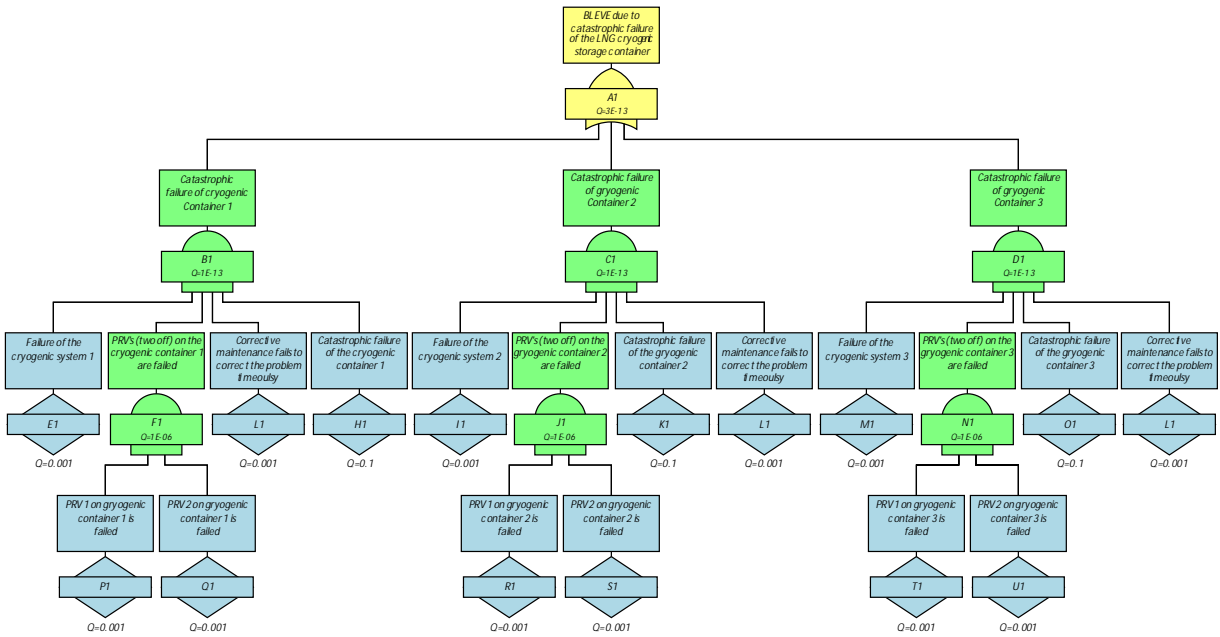 BLEVE due to
catastrophic failure
of the LNG cryogenic
storage container
A1
Q=3E-13
Catastrophic
failure of cryogenic
Container 1
Catastrophic failure
of gryogenic
Container 2
Catastrophic failure
of gryogenic
Container 3
B1
Q=1E-13
C1
Q=1E-13
D1
Q=1E-13
Failure of the
cryogenic system 1
PRV's (two off) on the
cryogenic container 1
are failed
Corrective
maintenance fails to
correct the problem
timeoulsy
Catastrophic failure
of the cryogenic
container 1
Failure of the
cryogenic system 2
PRV's (two off) on the
gryogenic container 2
are failed
Catastrophic failure
of the gryogenic
container 2
Corrective
maintenance fails to
correct the problem
timeoulsy
Failure of the
cryogenic system 3
PRV's (two off) on the
gryogenic container 3
are failed
Catastrophic failure
of the gryogenic
container 3
Corrective
maintenance fails to
correct the problem
timeoulsy
E1
Q=0.001
F1
Q=1E-06
L1
Q=0.001
H1
Q=0.1
I1
Q=0.001
J1
Q=1E-06
K1
Q=0.1
L1
Q=0.001
M1
Q=0.001
N1
Q=1E-06
O1
Q=0.1
L1
Q=0.001
PRV 1 on gryogenic
container 1 is
failed
PRV 2 on gryogenic
container 1 is
failed
PRV 1 on gryogenic
container 2 is
failed
PRV 2 on gryogenic
container 2 is
failed
PRV 1 on gryogenic
container 3 is
failed
PRV 2 on gryogenic
container 3 is
failed
P1
Q=0.001
Q1
Q=0.001
R1
Q=0.001
S1
Q=0.001
T1
Q=0.001
U1
Q=0.001